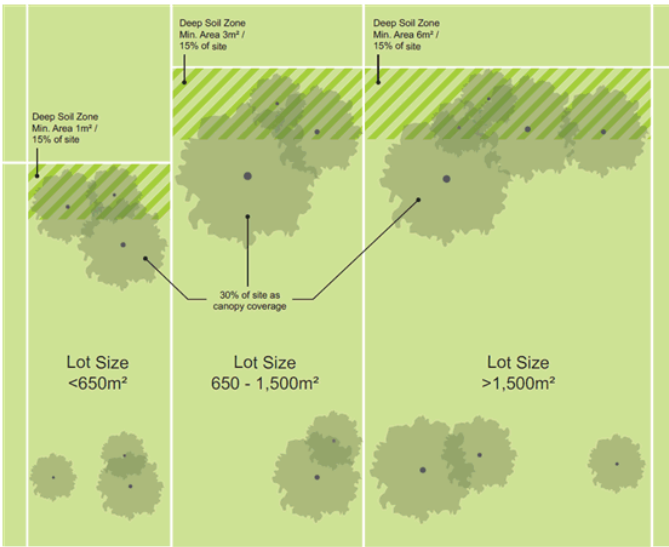 Deep Soil Zone
Min. Area 3m² /
15% of site
Deep Soil Zone
Min. Area 6m² /
15% of site
Deep Soil Zone
Min. Area 1m² /
15% of site
30% of site as
canopy coverage
Lot Size
<650m²
Lot Size
650 - 1,500m²
Lot Size
>1,500m²